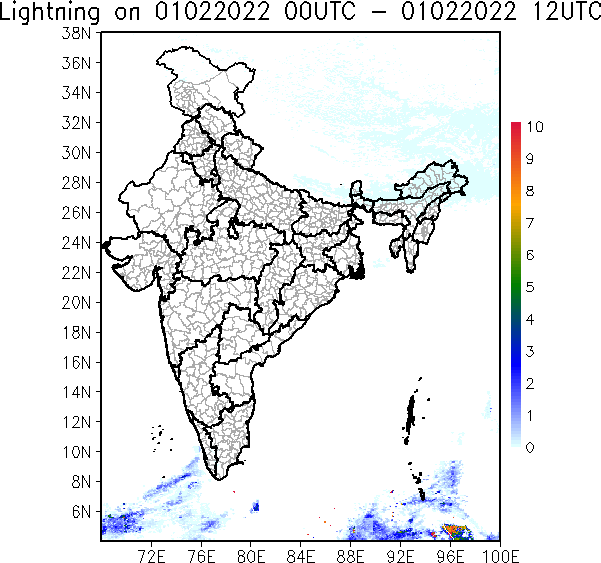 Lightning on 01022022 00UTC – 01022022 12UTC
38N
36N
34N
32N
30N
28N
26N
24N
22N
20N
18N
16N
14N
12N
10N
8N
6N
72E 76E 80E 84E 88E 92E 96E 100E
10
9
8
7
6
5
4
3
2
1
0